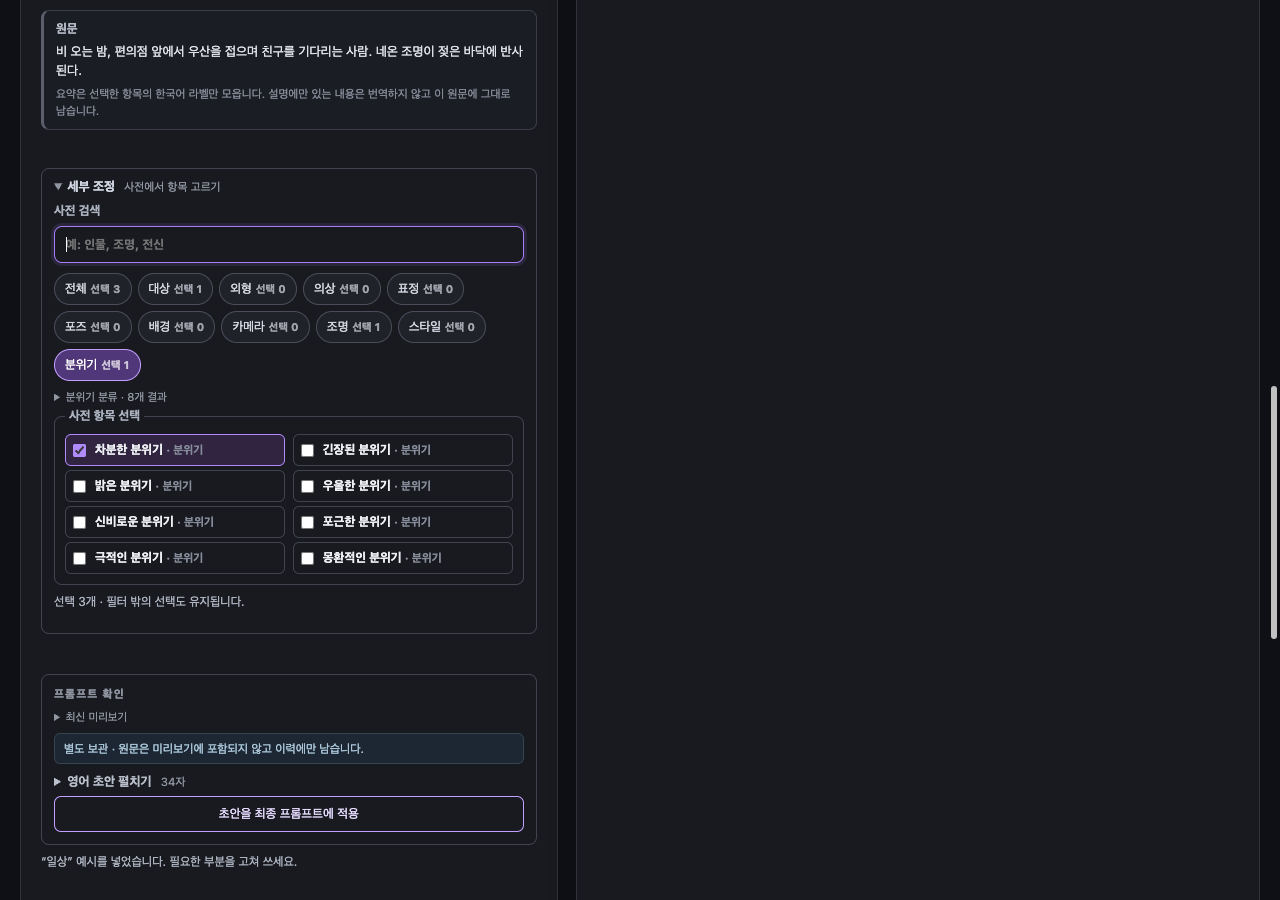 원문
비 오는 밤, 편의점 앞에서 우산을 접으며 친구를 기다리는 사람. 네온 조명이 젖은 바닥에 반사
된다.
요약은 선택한 항목의 한국어 라벨만 모읍니다. 설명에만 있는 내용은 번역하지 않고 이 원문에 그대로
남습니다.
▼ 세부 조정 사전에서 항목 고르기
사전 검색
예: 인물, 조명, 전신
전체 선택 3 대상 선택 1 외형 선택 0 의상 선택 0 표정 선택 0
포즈 선택 0 배경 선택 0 카메라 선택 0 조명 선택 1 스타일 선택 0
분위기 선택 1
▶ 분위기 분류 · 8개 결과
사전 항목 선택
차분한 분위기 · 분위기 긴장된 분위기 · 분위기
밝은 분위기 · 분위기 우울한 분위기 · 분위기
신비로운 분위기 · 분위기 포근한 분위기 · 분위기
극적인 분위기 · 분위기 몽환적인 분위기 · 분위기
선택 3개 · 필터 밖의 선택도 유지됩니다.
프롬프트 확인
▶ 최신 미리보기
별도 보관 · 원문은 미리보기에 포함되지 않고 이력에만 남습니다.
▶ 영어 초안 펼치기 34자
초안을 최종 프롬프트에 적용
“일상” 예시를 넣었습니다. 필요한 부분을 고쳐 쓰세요.